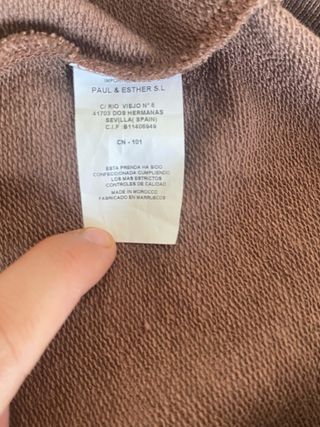 PAUL & ESTHER S.L
C/ RIO VIEJO Nº 6
41703 DOS HERMANAS
SEVILLA( SPAIN)
C.I.F :B11406949
CN - 101
ESTA PRENDA HA SIDO
CONFECCIONADA CUMPLIENDO
LOS MAS ESTRICTOS
CONTROLES DE CALIDAD
MADE IN MOROCCO
FABRICADO EN MARRUECOS